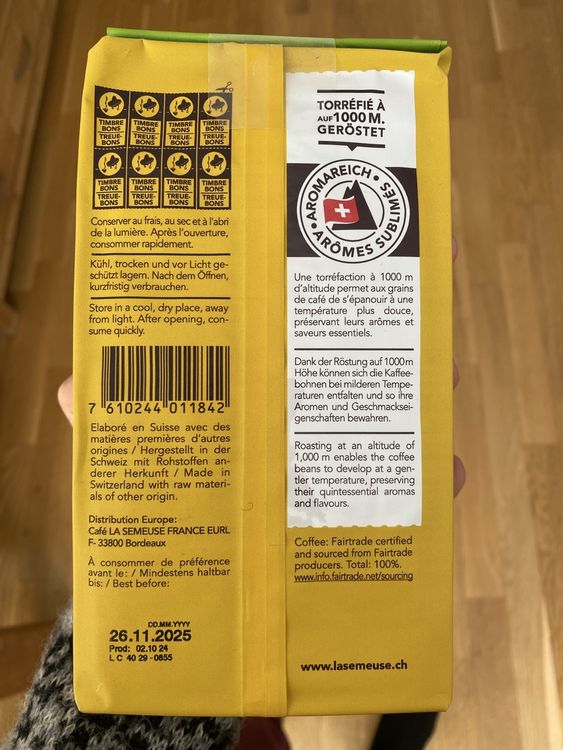 TIMBRE TIMBRE TIMBRE TIMBRE
BONS BONS BONS BONS
TREUE- TREUE- TREUE- TREUE-
BONS BONS BONS BONS
TIMBRE TIMBRE TIMBRE TIMBRE
BONS BONS BONS BONS
TREUE- TREUE- TREUE- TREUE-
BONS BONS BONS BONS
Conserver au frais, au sec et à l'abri
de la lumière. Après l'ouverture,
consommer rapidement.
Kühl, trocken und vor Licht ge-
schützt lagern. Nach dem Öffnen,
kurzfristig verbrauchen.
Store in a cool, dry place, away
from light. After opening, con-
sume quickly.
7 610244 011842
Elaboré en Suisse avec des
matières premières d'autres
origines / Hergestellt in der
Schweiz mit Rohstoffen an-
derer Herkunft / Made in
Switzerland with raw materi-
als of other origin.
Distribution Europe:
Café LA SEMEUSE FRANCE EURL
F- 33800 Bordeaux
À consommer de préférence
avant le: / Mindestens haltbar
bis: / Best before:
DD.MM.YYYY
26.11.2025
Prod: 02.10 24
L C 40 29 -0855
TORRÉFIÉ À
AUF 1000 M.
GERÖSTET
AROMAREICH •
ARÔMES SUBLIMES •
Une torréfaction à 1000 m
d'altitude permet aux grains
de café de s'épanouir à une
température plus douce,
préservant leurs arômes et
saveurs essentiels.
Dank der Röstung auf 1000 m
Höhe können sich die Kaffee-
bohnen bei milderen Tempe-
raturen entfalten und so ihre
Aromen und Geschmacksei-
genschaften bewahren.
Roasting at an altitude of
1,000 m enables the coffee
beans to develop at a gen-
tler temperature, preserving
their quintessential aromas
and flavours.
Coffee: Fairtrade certified
and sourced from Fairtrade
producers. Total: 100%.
www.info.fairtrade.net/sourcing
www.lasemeuse.ch